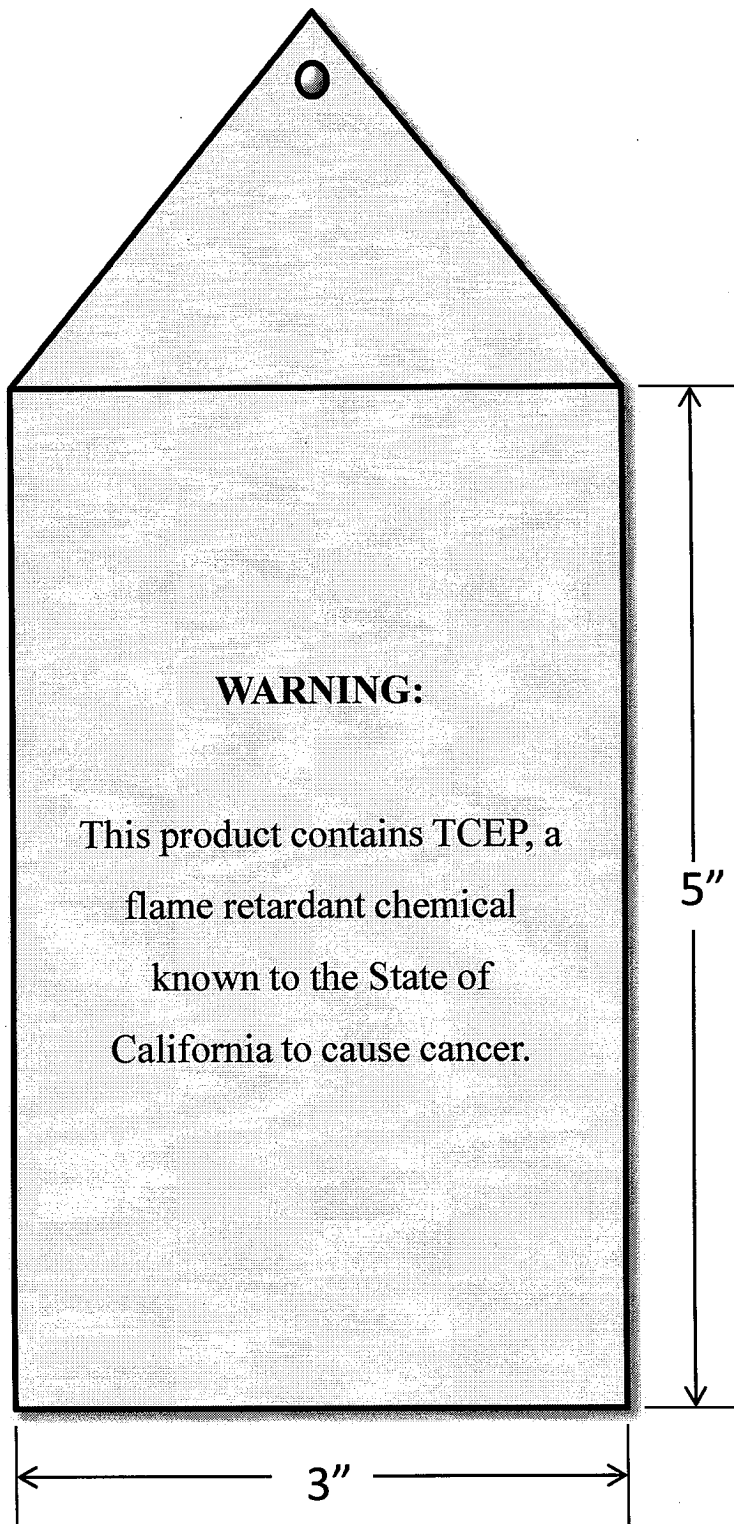 WARNING:
This product contains TCEP, a
flame retardant chemical
known to the State of
California to cause cancer.
5”
3”